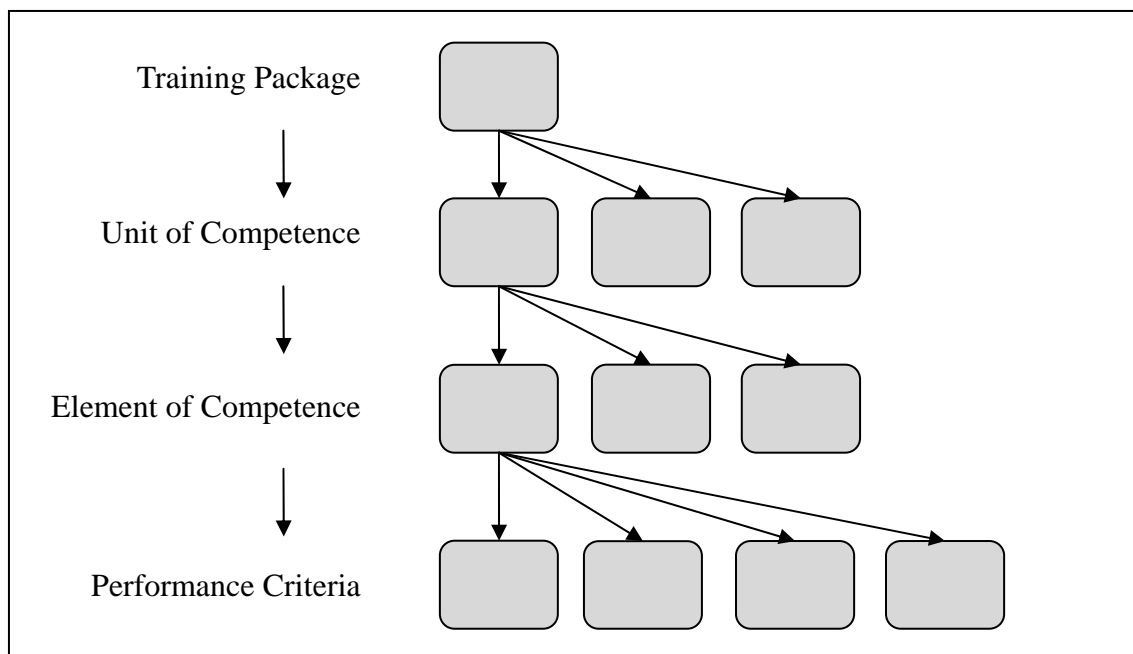 Training Package
Unit of Competence
Element of Competence
Performance Criteria